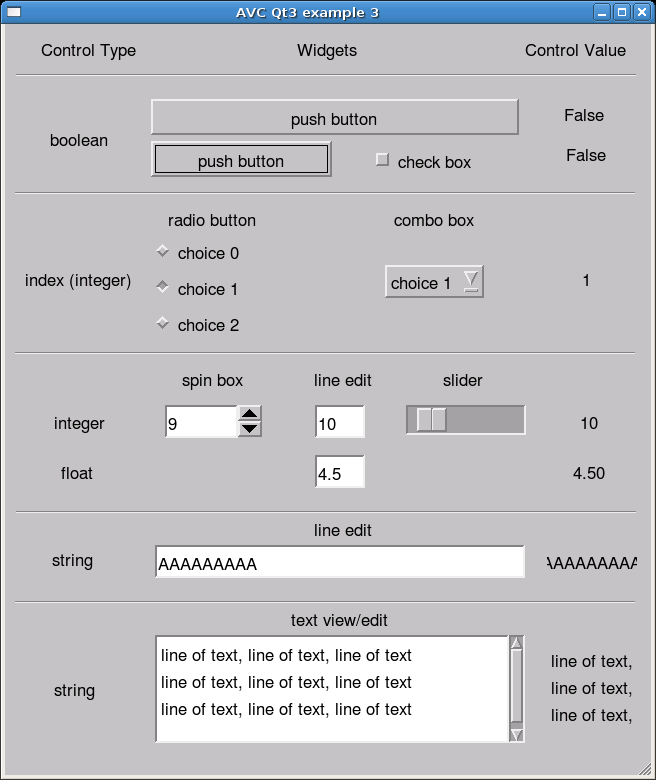 AVC Qt3 example 3
Control Type Widgets Control Value
push button False
boolean
push button check box False
radio button combo box
choice 0
index (integer) choice 1 choice 1 1
choice 2
spin box line edit slider
integer 9 10 10
float 4.5 4.50
line edit
string AAAAAAAAA AAAAAAAAA
text view/edit
line of text, line of text, line of text line of text,
line of text, line of text, line of text line of text,
string
line of text, line of text, line of text line of text,